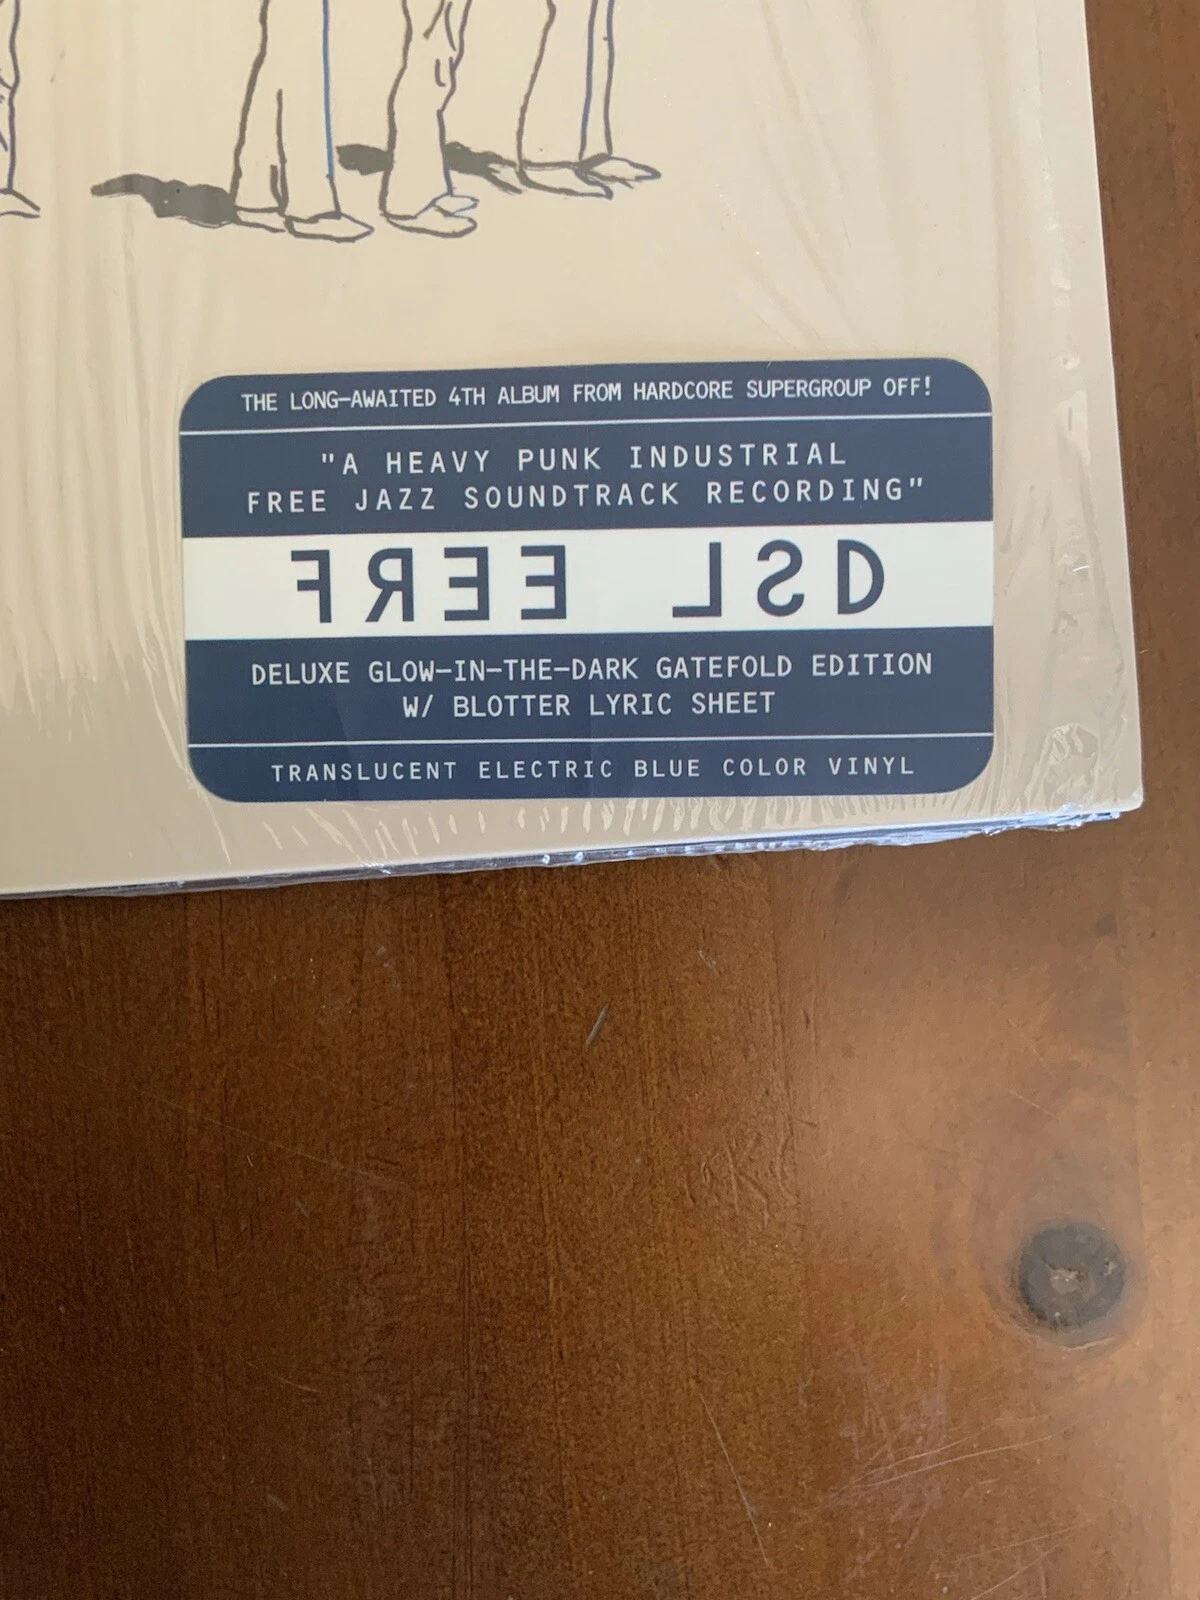 THE LONG-AWAITED 4TH ALBUM FROM HARDCORE SUPERGROUP OFF!
"A HEAVY PUNK INDUSTRIAL
FREE JAZZ SOUNDTRACK RECORDING"
FREE LSD
DELUXE GLOW-IN-THE-DARK GATEFOLD EDITION
W/ BLOTTER LYRIC SHEET
TRANSLUCENT ELECTRIC BLUE COLOR VINYL